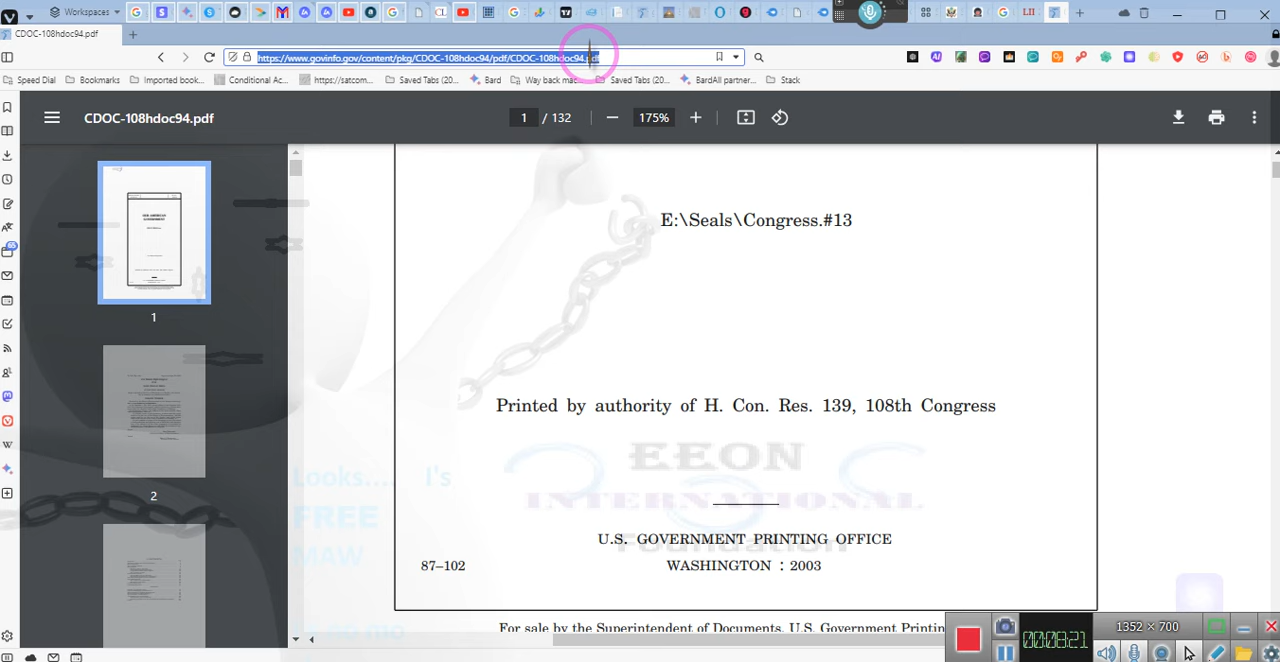 Workspaces
CDOC-108hdoc94.pdf
https://www.govinfo.gov/content/pkg/CDOC-108hdoc94/pdf/CDOC-108hdoc94.pdf
Speed Dial Bookmarks Imported book... Conditional Ac... https://satcom... Saved Tabs (20... Bard Way back mac... Saved Tabs (20... BardAll partner... Stack
CDOC-108hdoc94.pdf 1 / 132 175%
E:\Seals\Congress.#13
Printed by authority of H. Con. Res. 139, 108th Congress
EEON
INTERNATIONAL
Foundation
Looks.... I's
FREE
MAW
U.S. GOVERNMENT PRINTING OFFICE
87–102 WASHINGTON : 2003
For sale by the Superintendent of Documents, U.S. Government Printin
1
2
1352 × 700
00:08:21